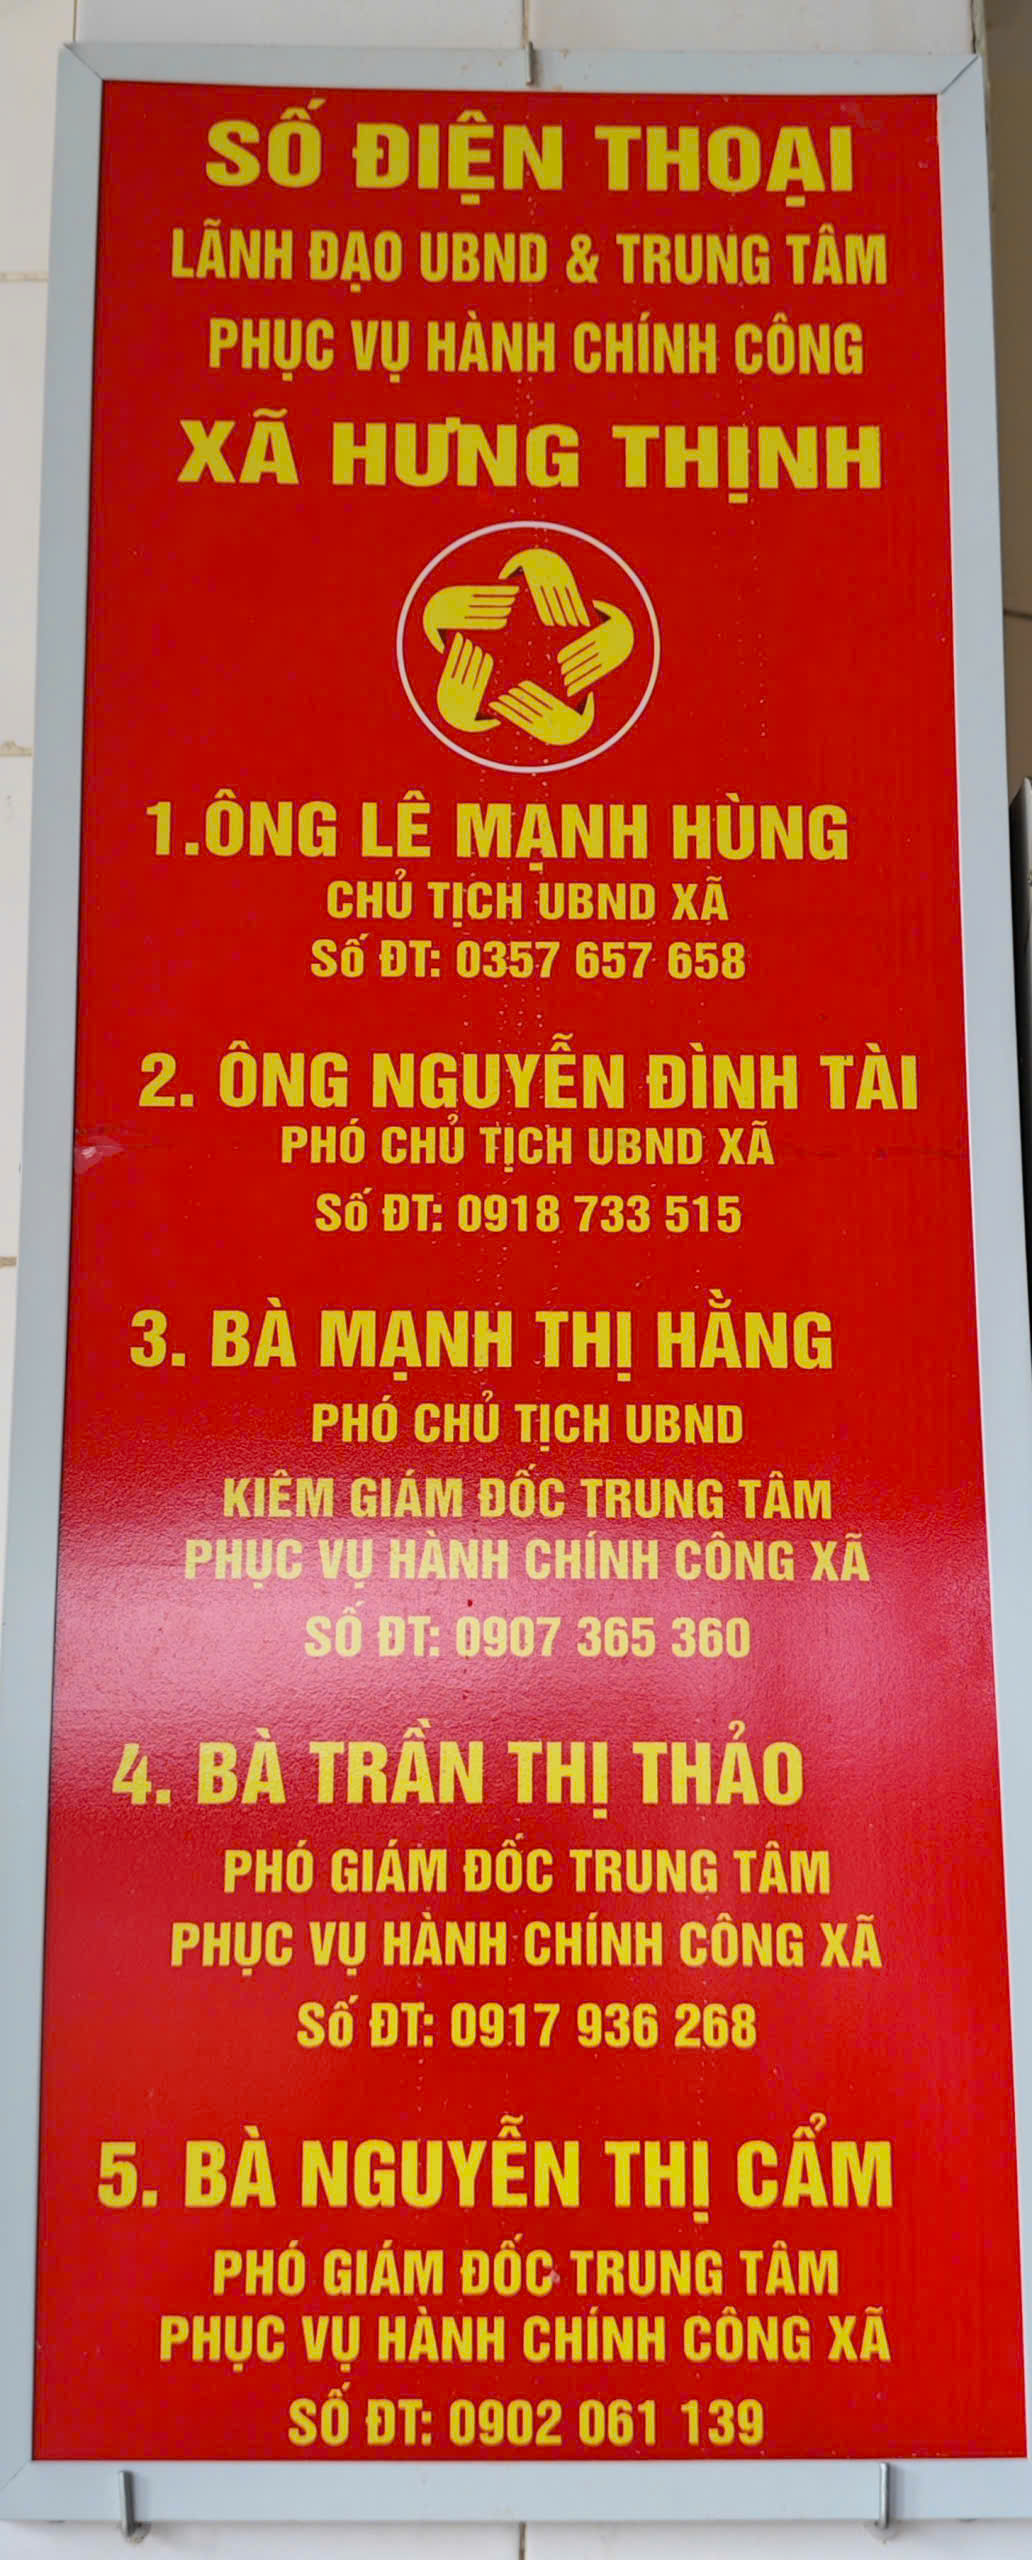 SỐ ĐIỆN THOẠI
LÃNH ĐẠO UBND & TRUNG TÂM
PHỤC VỤ HÀNH CHÍNH CÔNG
XÃ HƯNG THỊNH
1.ÔNG LÊ MẠNH HÙNG
CHỦ TỊCH UBND XÃ
Số ĐT: 0357 657 658
2. ÔNG NGUYỄN ĐÌNH TÀI
PHÓ CHỦ TỊCH UBND XÃ
Số ĐT: 0918 733 515
3. BÀ MẠNH THỊ HẰNG
PHÓ CHỦ TỊCH UBND
KIÊM GIÁM ĐỐC TRUNG TÂM
PHỤC VỤ HÀNH CHÍNH CÔNG XÃ
SỐ ĐT: 0907 365 360
4. BÀ TRẦN THỊ THẢO
PHÓ GIÁM ĐỐC TRUNG TÂM
PHỤC VỤ HÀNH CHÍNH CÔNG XÃ
Số ĐT: 0917 936 268
5. BÀ NGUYỄN THỊ CẨM
PHÓ GIÁM ĐỐC TRUNG TÂM
PHỤC VỤ HÀNH CHÍNH CÔNG XÃ
SỐ ĐT: 0902 061 139